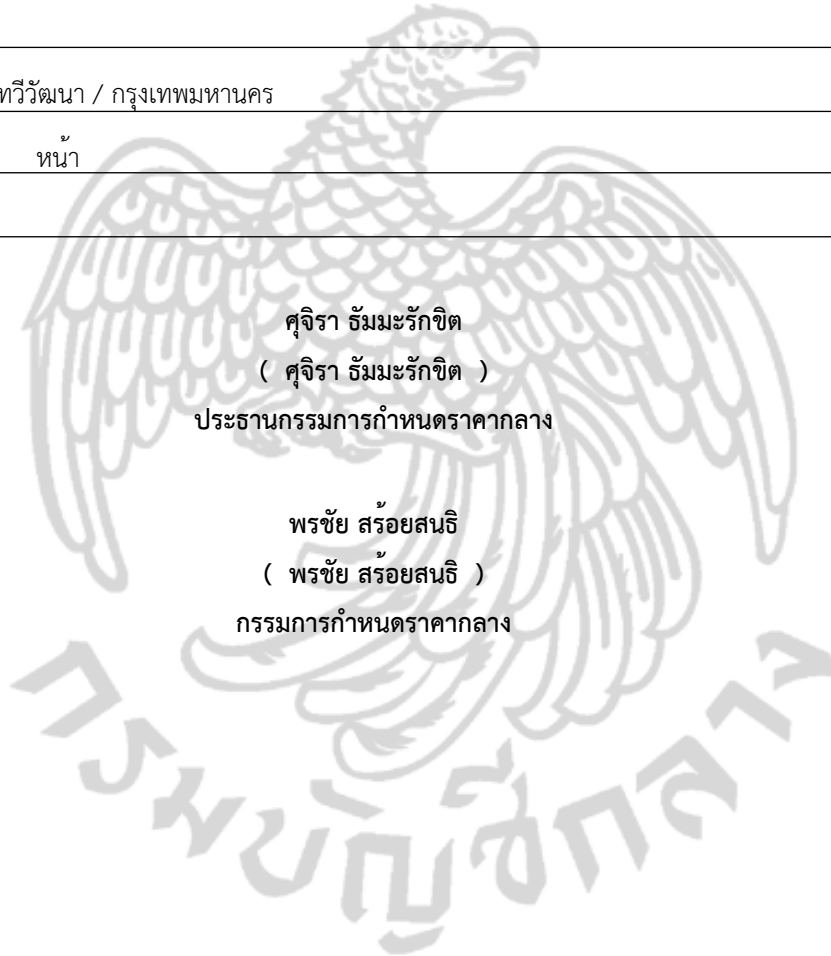 ทวีวัฒนา / กรุงเทพมหานคร
หน้า
ศุจิรา ธัมมะรักขิต
( ศุจิรา ธัมมะรักขิต )
ประธานกรรมการกำหนดราคากลาง
พรชัย สร้อยสนธิ
( พรชัย สร้อยสนธิ )
กรรมการกำหนดราคากลาง
กรมบัญชีกลาง